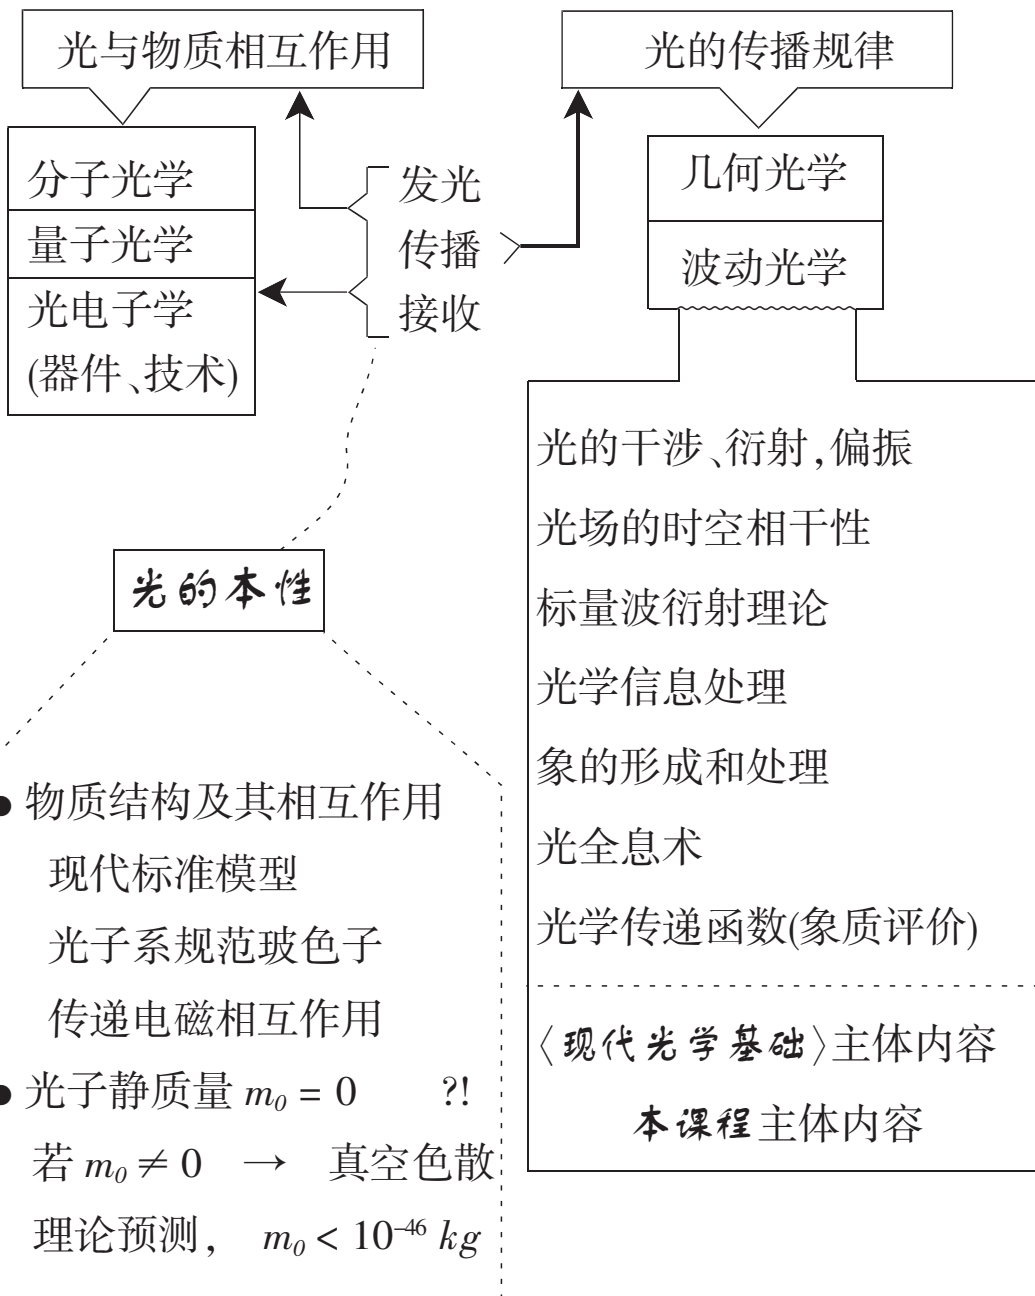 光与物质相互作用
分子光学
量子光学
光电子学
(器件、技术)
发光
传播
接收
光的传播规律
几何光学
波动光学
光的干涉、衍射,偏振
光场的时空相干性
标量波衍射理论
光学信息处理
象的形成和处理
光全息术
光学传递函数(象质评价)
〈现代光学基础〉主体内容
本课程主体内容
光的本性
● 物质结构及其相互作用
现代标准模型
光子系规范玻色子
传递电磁相互作用
● 光子静质量 m₀ = 0 ?!
若 m₀ ≠ 0 → 真空色散
理论预测, m₀ < 10⁻⁴⁶ kg